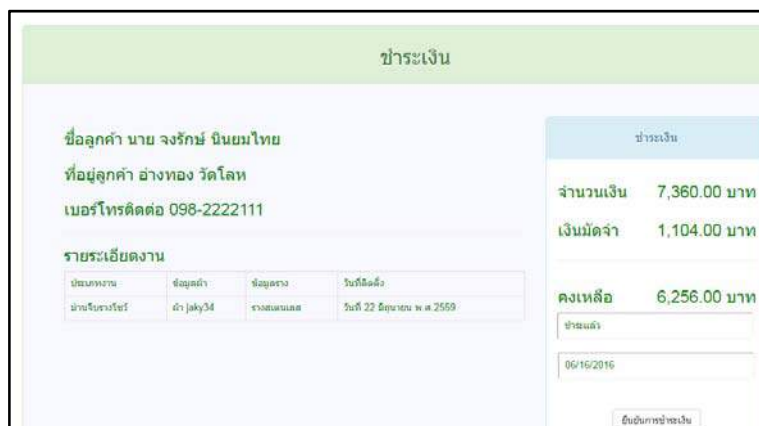 ชำระเงิน
ชื่อลูกค้า นาย จงรักษ์ นินยมไทย
ที่อยู่ลูกค้า อ่างทอง วัดโลห
เบอร์โทรติดต่อ 098-2222111
รายระเอียดงาน
ประเภทงาน ข้อมูลผ้า ข้อมูลราง วันที่ติดตั้ง
ม่านจีบรางโชว์ ผ้า jaky34 รางสแตนเลส วันที่ 22 มิถุนายน พ.ศ.2559
ชำระเงิน
จำนวนเงิน 7,360.00 บาท
เงินมัดจำ 1,104.00 บาท
คงเหลือ 6,256.00 บาท
ชำระแล้ว
06/16/2016
ยืนยันการชำระเงิน